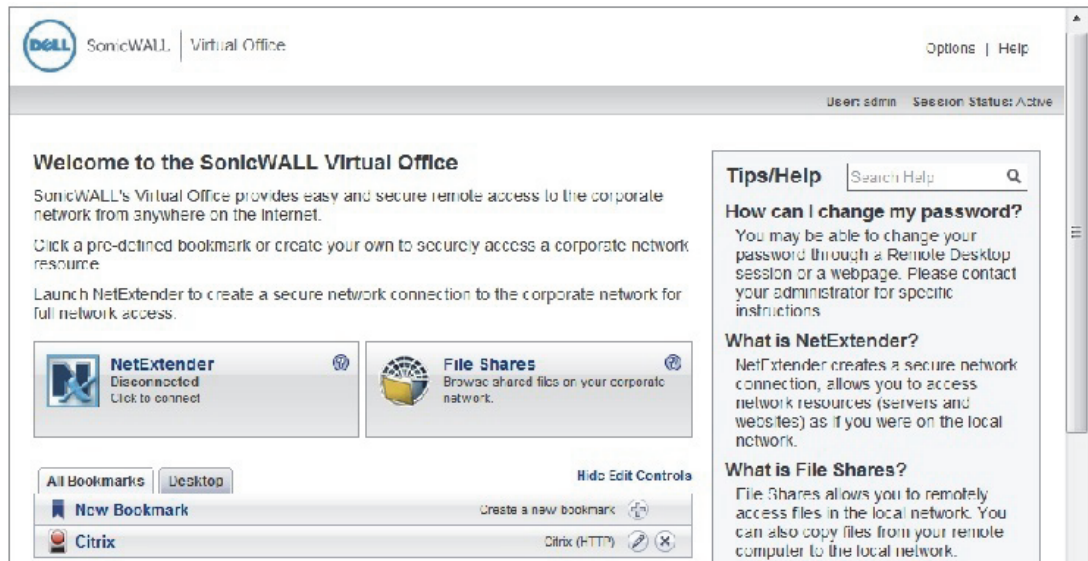 DELL SonicWALL | Virtual Office
Options | Help
User: admin Session Status: Active
Welcome to the SonicWALL Virtual Office
SonicWALL's Virtual Office provides easy and secure remote access to the corporate
network from anywhere on the Internet.
Click a pre-defined bookmark or create your own to securely access a corporate network
resource
Launch NetExtender to create a secure network connection to the corporate network for
full network access.
NetExtender
Disconnected
Click to connect
File Shares
Browse shared files on your corporate
network.
All Bookmarks Desktop
Hide Edit Controls
New Bookmark Create a new bookmark
Citrix Citrix (HTTP)
Tips/Help Search Help
How can I change my password?
You may be able to change your
password through a Remote Desktop
session or a webpage. Please contact
your administrator for specific
instructions
What is NetExtender?
NetExtender creates a secure network
connection, allows you to access
network resources (servers and
websites) as if you were on the local
network.
What is File Shares?
File Shares allows you to remotely
access files in the local network. You
can also copy files from your remote
computer to the local network.